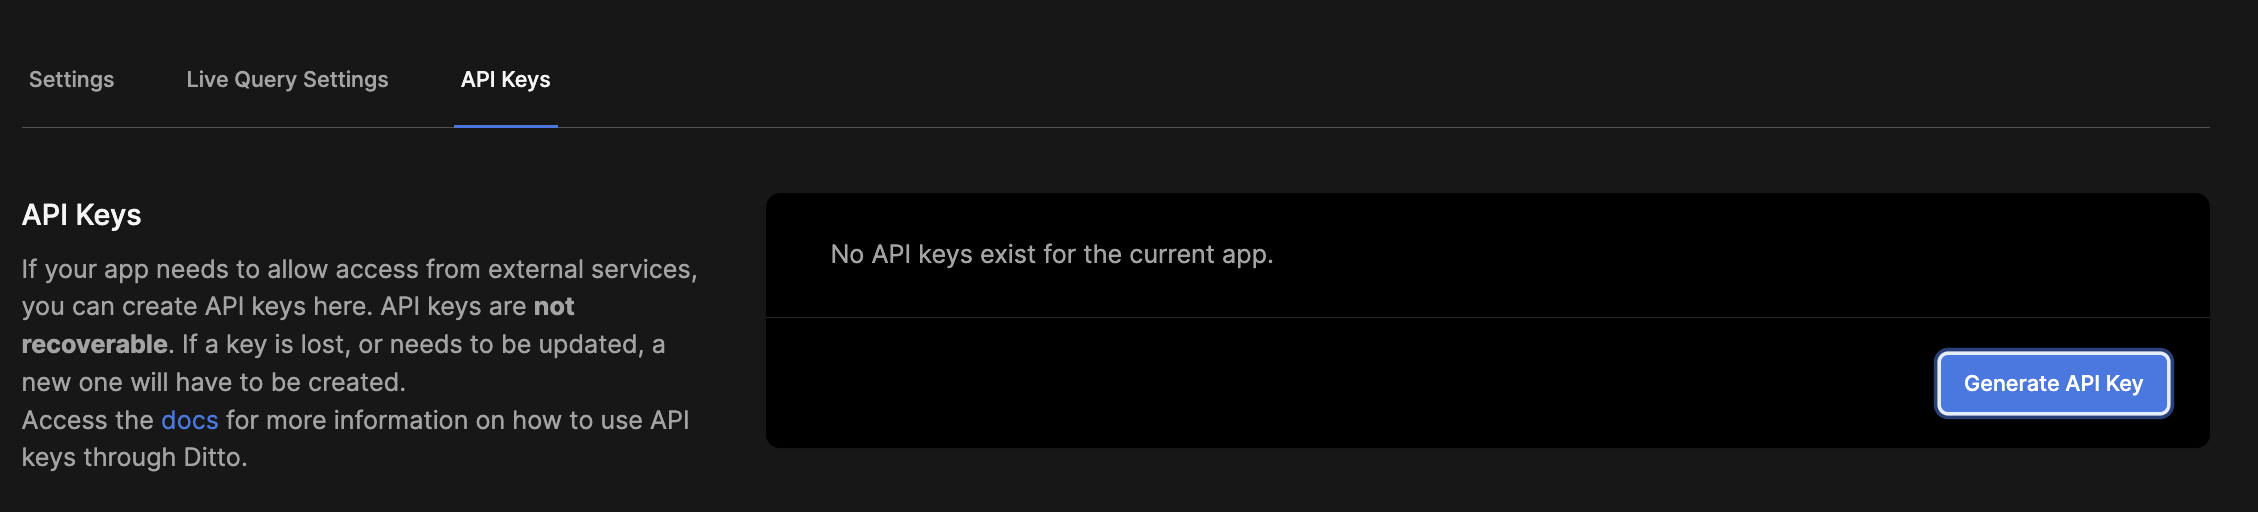 Settings
Live Query Settings
API Keys
API Keys
If your app needs to allow access from external services,
you can create API keys here. API keys are not
recoverable. If a key is lost, or needs to be updated, a
new one will have to be created.
Access the docs for more information on how to use API
keys through Ditto.
No API keys exist for the current app.
Generate API Key